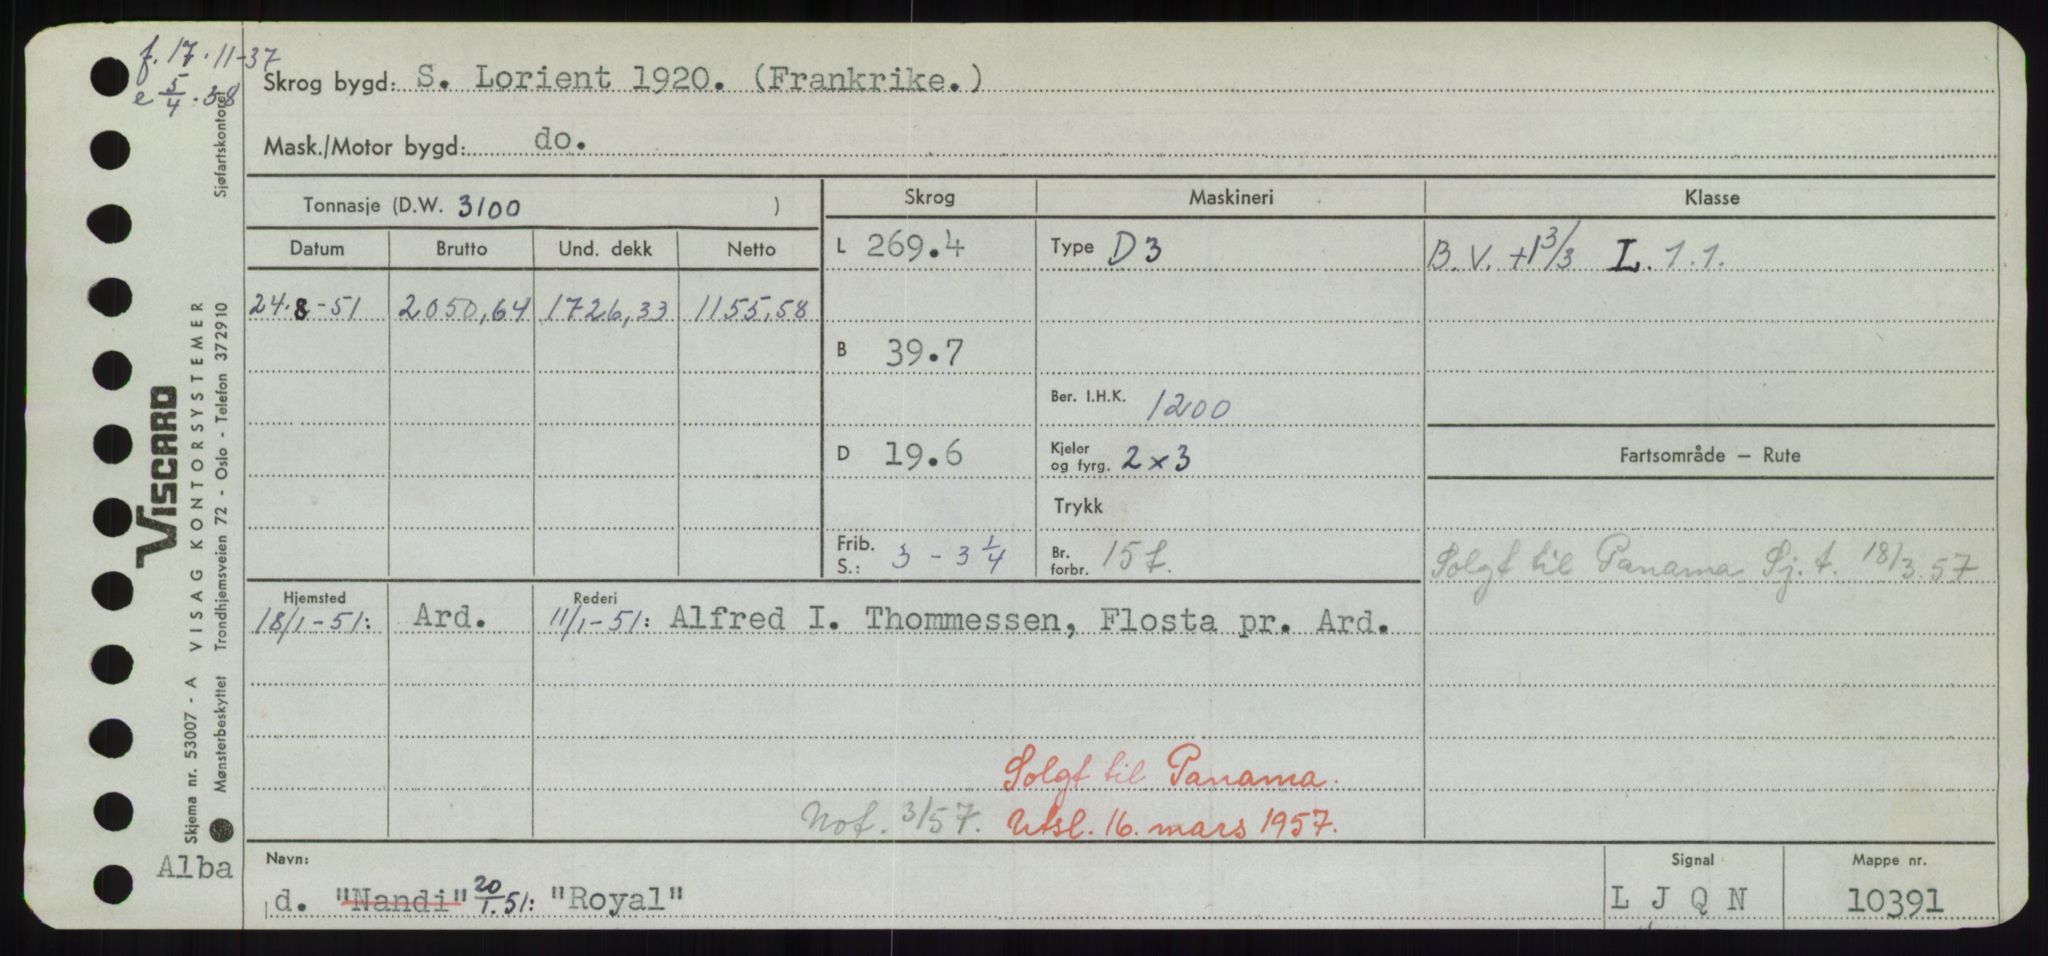 f. 17.11-37
e 5/4.38
Skrog bygd: S. Lorient 1920. (Frankrike.)
Mask./Motor bygd: do.
Tonnasje (D.W. 3100 )
Skrog Maskineri Klasse
Datum Brutto Und. dekk Netto
24.8-51 2050,64 1726,33 1155,58
L 269.4
B 39.7
D 19.6
Frib. S.: 3 - 3 1/4
Type D3
Ber. I.H.K. 1200
Kjeler og fyrg. 2x3
Trykk
Br. forbr. 15 t.
B.V. +1 3/3 L. 1.1.
Fartsområde — Rute
Solgt til Panama Sj.t. 18/3.57
Hjemsted Rederi
18/1-51: Ard. 11/1-51: Alfred I. Thommessen, Flosta pr. Ard.
Solgt til Panama.
Not. 3/57. Utsl. 16. mars 1957.
Navn: Signal Mappe nr.
d. "Nandi" 20/1.51: "Royal" L J Q N 10391
Alba
Sjøfartskontoret
VISCARD
VISAG KONTORSYSTEMER
Trondhjemsveien 72 - Oslo - Telefon 372910
Skjema nr. 53007 - A
Mønsterbeskyttet